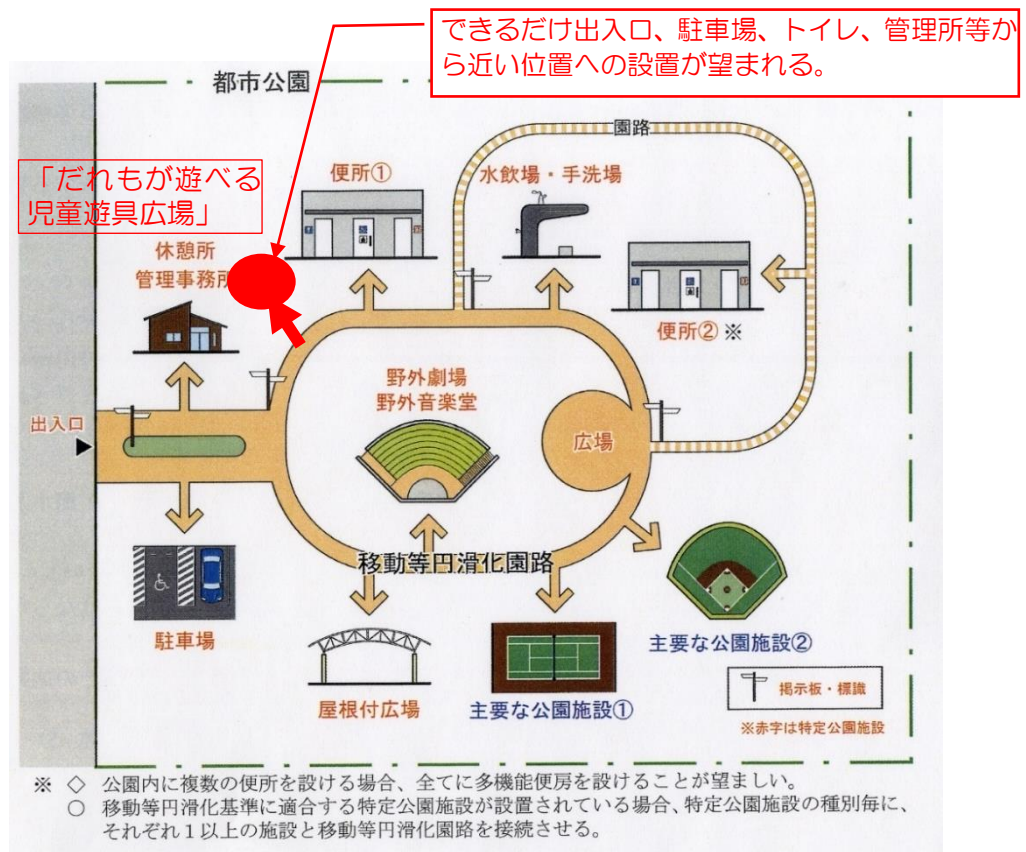 できるだけ出入口、駐車場、トイレ、管理所等か
ら近い位置への設置が望まれる。
都市公園
園路
「だれもが遊べる
児童遊具広場」
便所①
水飲場・手洗場
休憩所
管理事務所
便所②※
野外劇場
野外音楽堂
出入口
広場
移動等円滑化園路
駐車場
屋根付広場
主要な公園施設①
主要な公園施設②
掲示板・標識
※赤字は特定公園施設
※ ◇ 公園内に複数の便所を設ける場合、全てに多機能便房を設けることが望ましい。
○ 移動等円滑化基準に適合する特定公園施設が設置されている場合、特定公園施設の種別毎に、
それぞれ１以上の施設と移動等円滑化園路を接続させる。